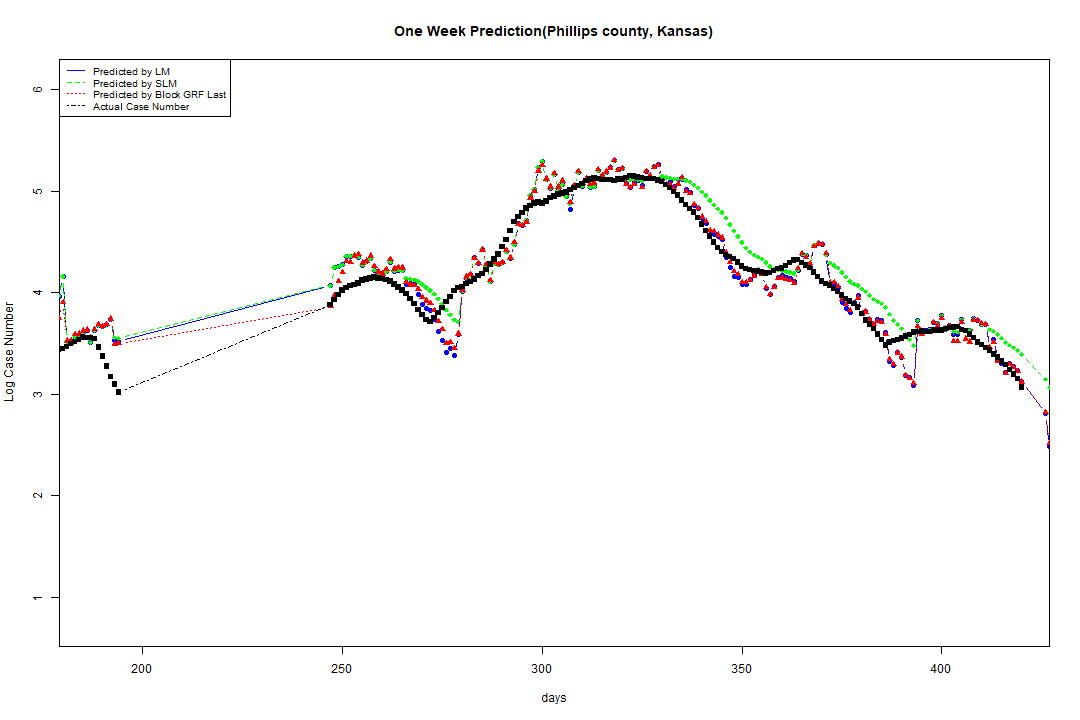 One Week Prediction(Phillips county, Kansas)
Predicted by LM
Predicted by SLM
Predicted by Block GRF Last
Actual Case Number
6
5
4
3
2
1
Log Case Number
200 250 300 350 400
days